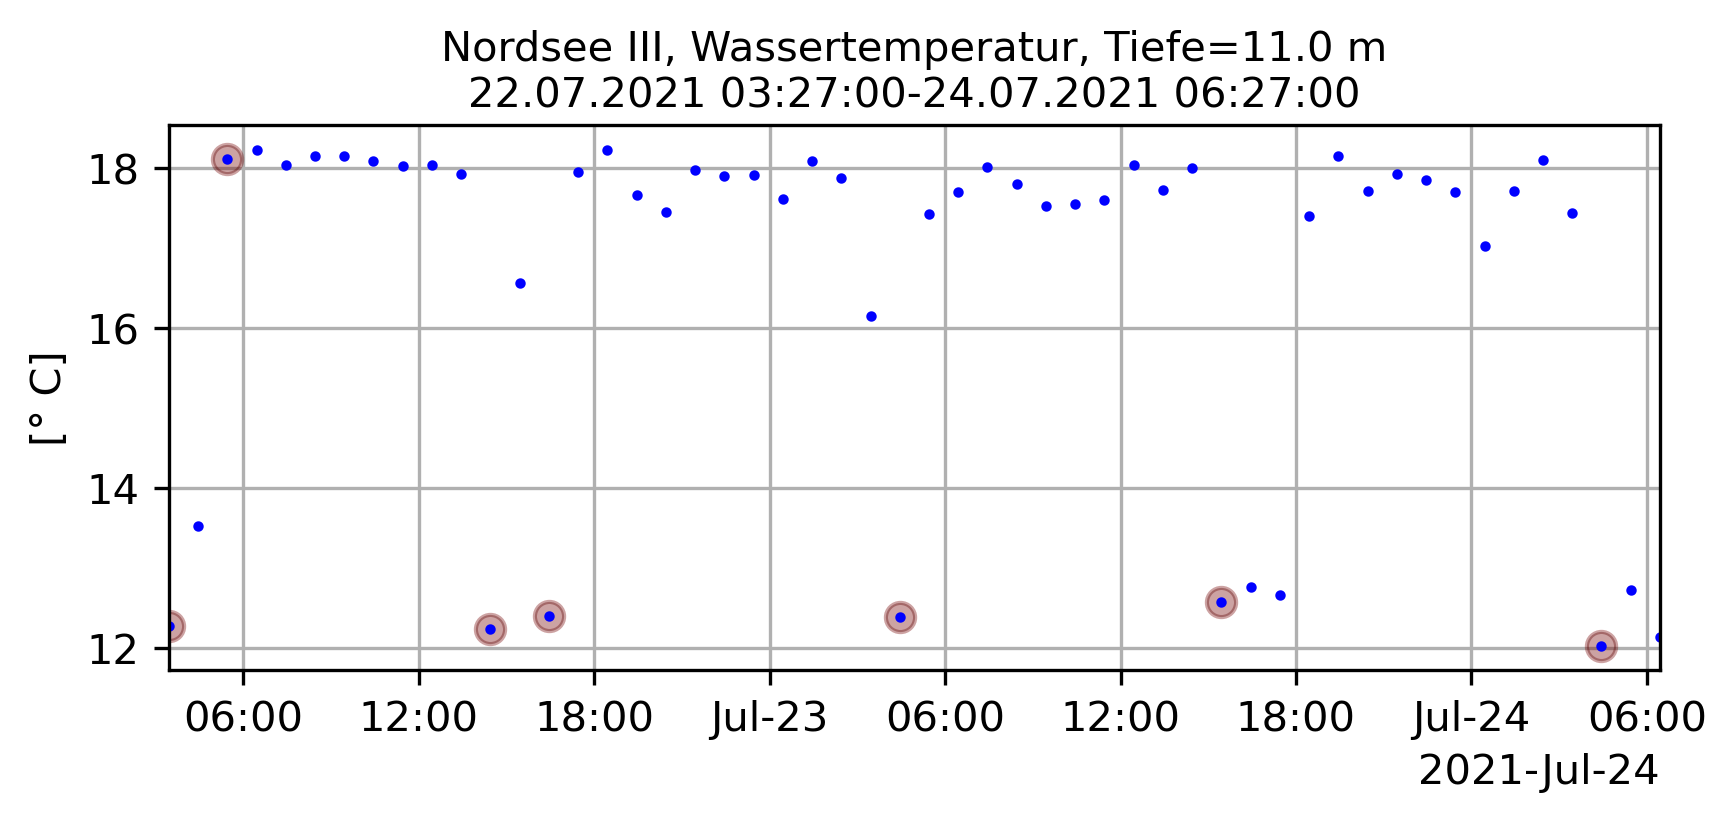 Nordsee III, Wassertemperatur, Tiefe=11.0 m
22.07.2021 03:27:00-24.07.2021 06:27:00
18
16
14
12
[° C]
06:00 12:00 18:00 Jul-23 06:00 12:00 18:00 Jul-24 06:00
2021-Jul-24